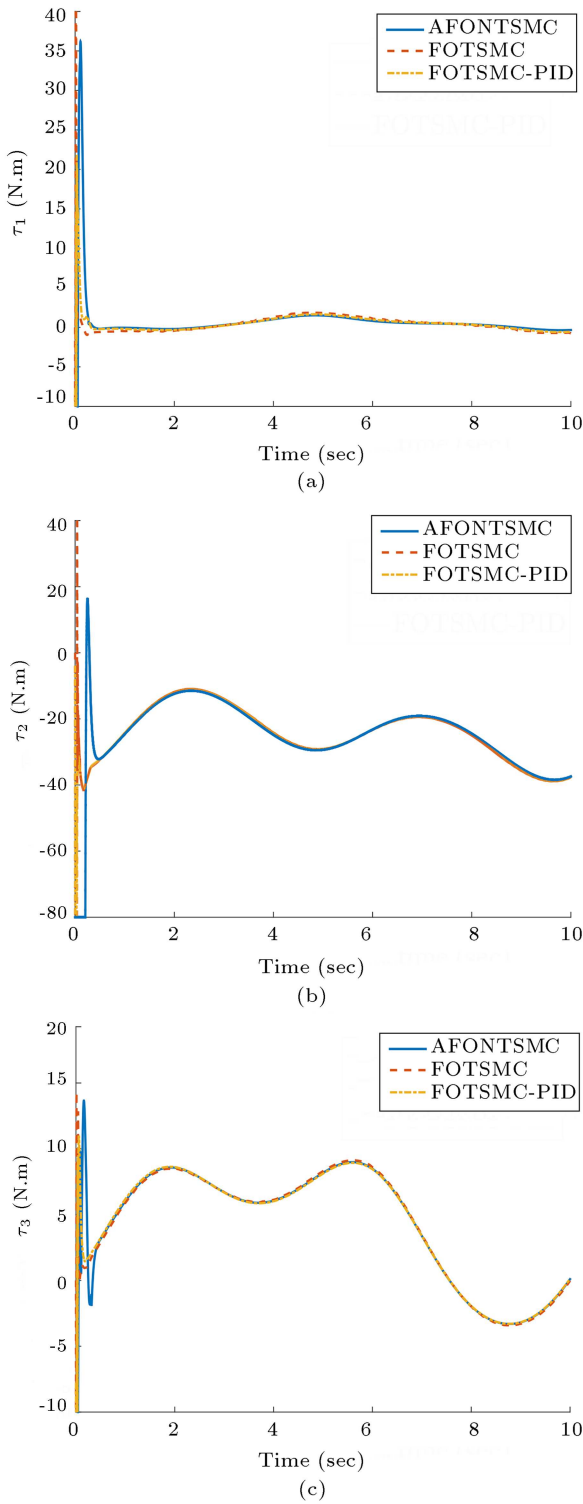 AFONTSMC
FOTSMC
FOTSMC-PID
40
35
30
25
20
15
10
5
0
-5
-10
τ1 (N.m)
0 2 4 6 8 10
Time (sec)
(a)
AFONTSMC
FOTSMC
FOTSMC-PID
FOTSMC-PID
40
20
0
-20
-40
-60
-80
τ2 (N.m)
0 2 4 6 8 10
Time (sec)
(b)
AFONTSMC
FOTSMC
FOTSMC-PID
20
15
10
5
0
-5
-10
τ3 (N.m)
0 2 4 6 8 10
Time (sec)
(c)